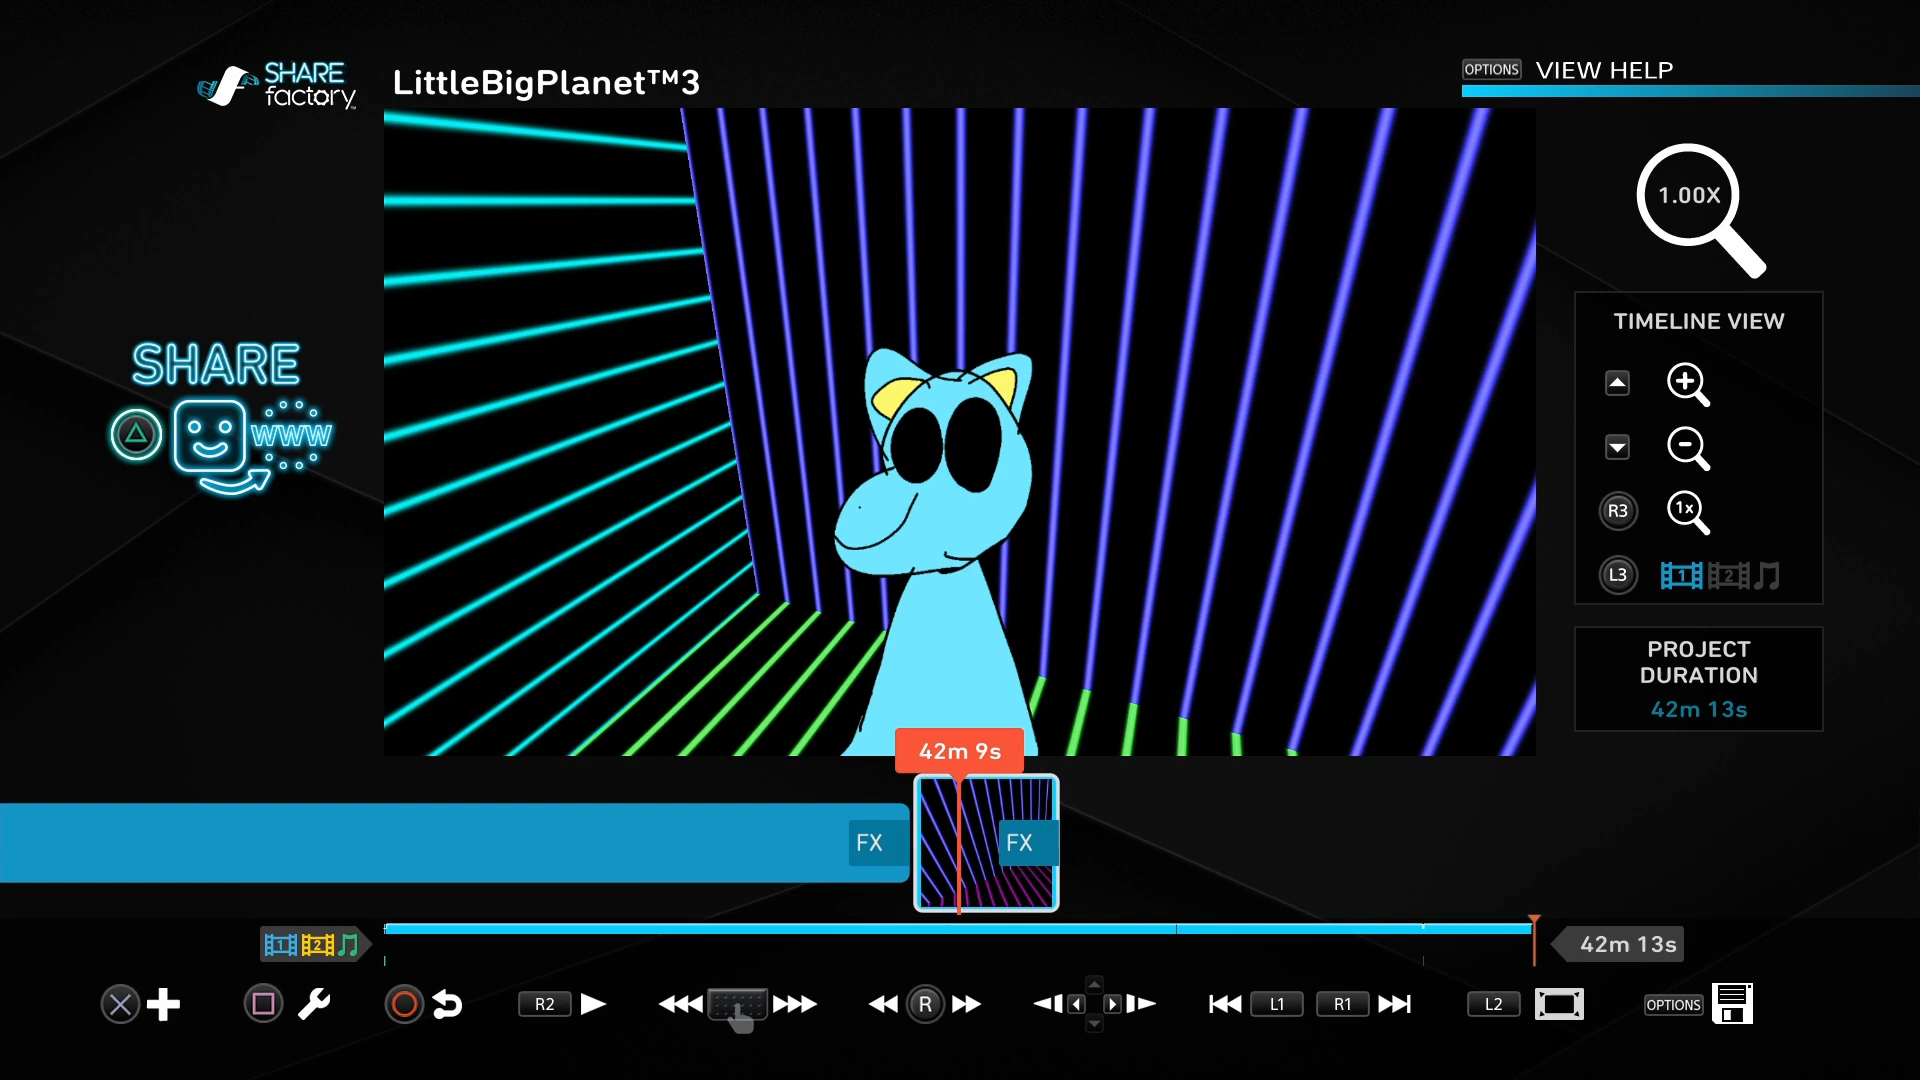 SHARE
factory™
LittleBigPlanet™3
OPTIONS VIEW HELP
1.00X
TIMELINE VIEW
R3 1x
L3 1 2
PROJECT
DURATION
42m 13s
SHARE
www
42m 9s
FX FX
1 2
42m 13s
R2 R L1 R1 L2 OPTIONS